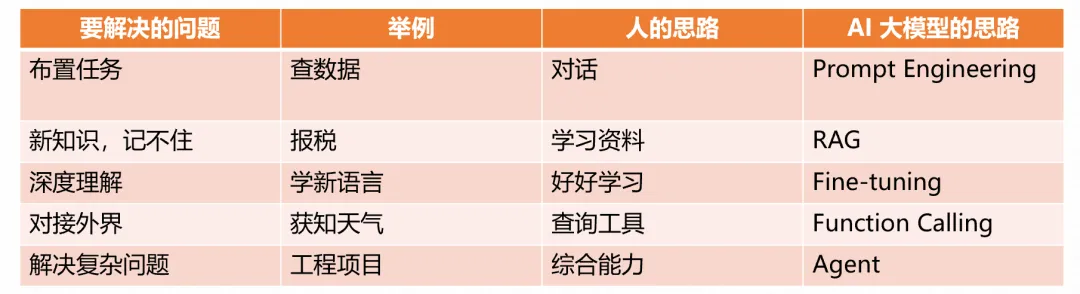 要解决的问题 举例 人的思路 AI 大模型的思路
布置任务 查数据 对话 Prompt Engineering
新知识，记不住 报税 学习资料 RAG
深度理解 学新语言 好好学习 Fine-tuning
对接外界 获知天气 查询工具 Function Calling
解决复杂问题 工程项目 综合能力 Agent